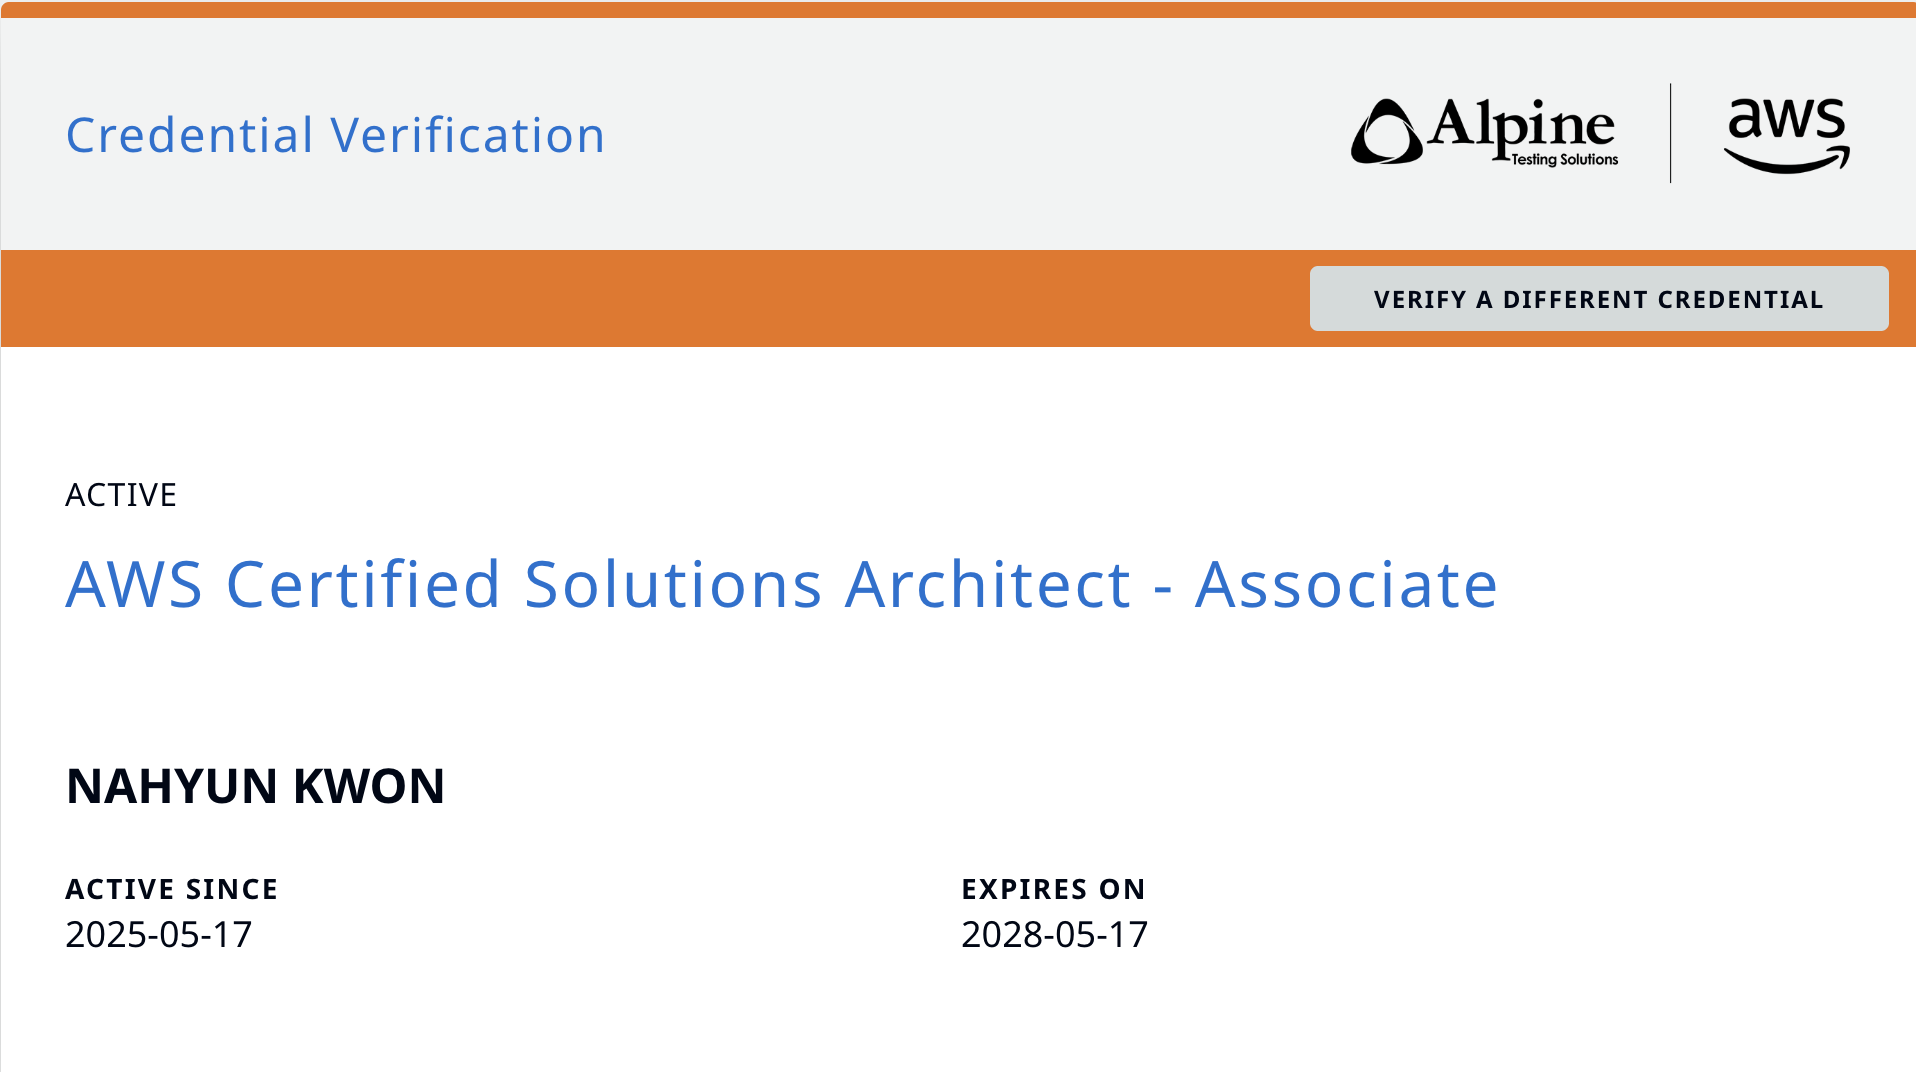 Credential Verification
Alpine
Testing Solutions
aws
VERIFY A DIFFERENT CREDENTIAL
ACTIVE
AWS Certified Solutions Architect - Associate
NAHYUN KWON
ACTIVE SINCE
2025-05-17
EXPIRES ON
2028-05-17